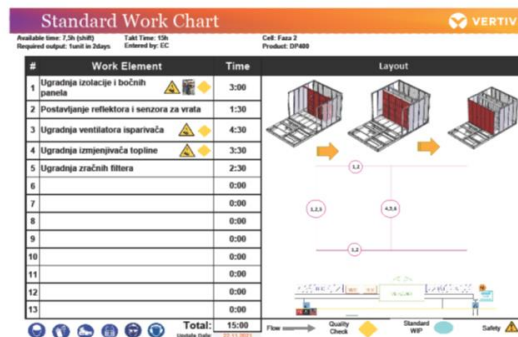 Standard Work Chart
VERTIV
Available time: 7,5h (shift) Takt Time: 15h Cell: Faza 2
Required output: 1unit in 2days Entered by: EC Product: DP400
# Work Element Time Layout
1 Ugradnja izolacije i bočnih panela 3:00
2 Postavljanje reflektora i senzora za vrata 1:30
3 Ugradnja ventilatora isparivača 4:30
4 Ugradnja izmjenjivača topline 3:30
5 Ugradnja zračnih filtera 2:30
6 0:00
7 0:00
8 0:00
9 0:00
10 0:00
11 0:00
12 0:00
13 0:00
1,2
1,2,3
1,2
Total: 15:00
Update Date:
Flow
Quality Check
Standard WIP
Safety